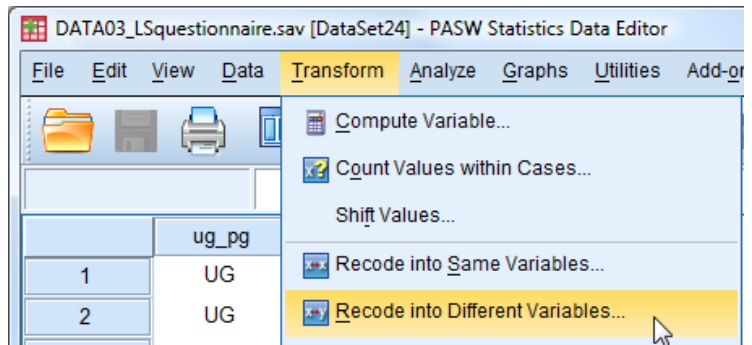 DATA03_LSquestionnaire.sav [DataSet24] - PASW Statistics Data Editor
File Edit View Data Transform Analyze Graphs Utilities Add-o
Compute Variable...
Count Values within Cases...
Shift Values...
ug_pg
Recode into Same Variables...
1 UG
2 UG
Recode into Different Variables...